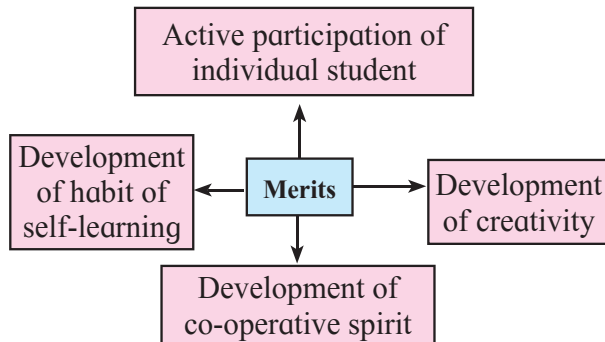 Active participation of
individual student
Development
of habit of
self-learning
Merits
Development
of creativity
Development of
co-operative spirit